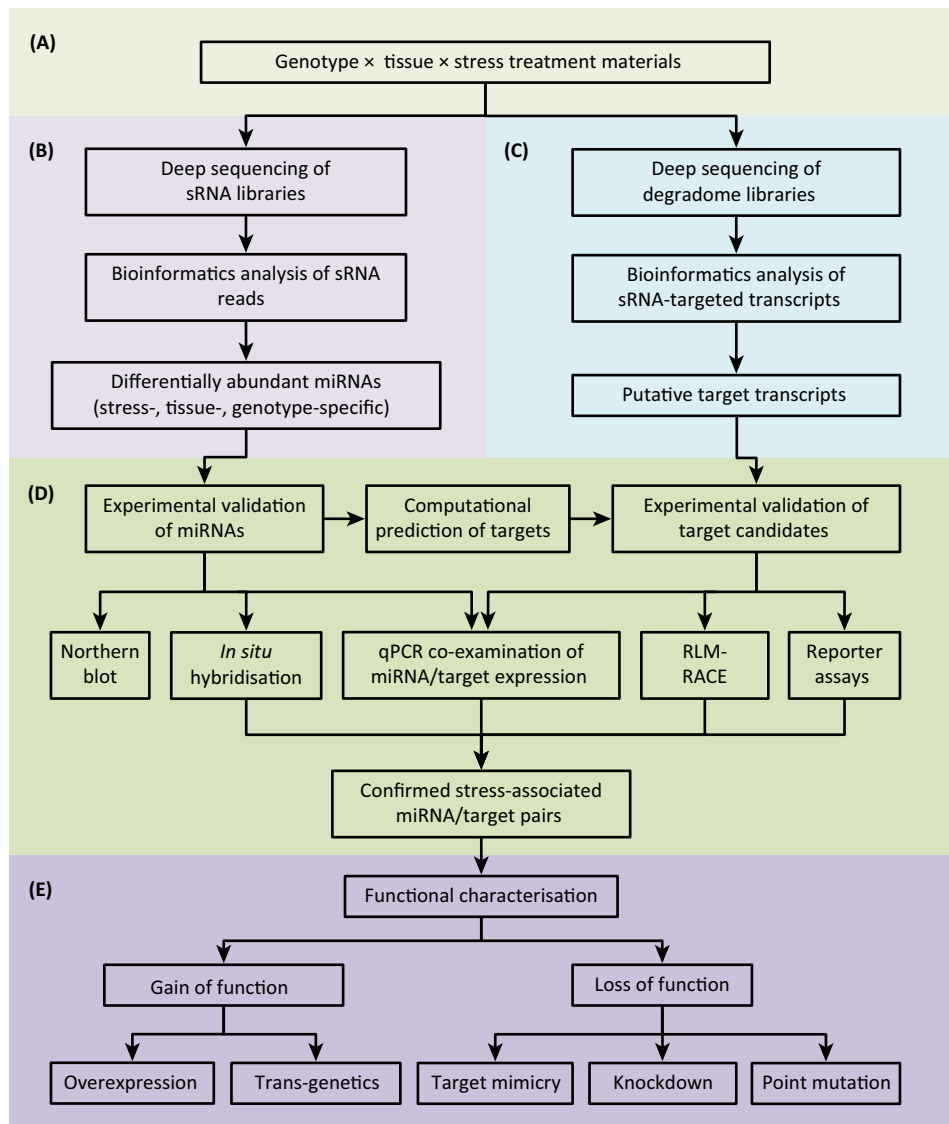 (A)
Genotype × tissue × stress treatment materials
(B)
Deep sequencing of
sRNA libraries
Bioinformatics analysis of sRNA
reads
Differentially abundant miRNAs
(stress-, tissue-, genotype-specific)
(C)
Deep sequencing of
degradome libraries
Bioinformatics analysis of
sRNA-targeted transcripts
Putative target transcripts
(D)
Experimental validation
of miRNAs
Computational
prediction of targets
Experimental validation of
target candidates
Northern
blot
In situ
hybridisation
qPCR co-examination of
miRNA/target expression
RLM-
RACE
Reporter
assays
Confirmed stress-associated
miRNA/target pairs
(E)
Functional characterisation
Gain of function
Loss of function
Overexpression
Trans-genetics
Target mimicry
Knockdown
Point mutation